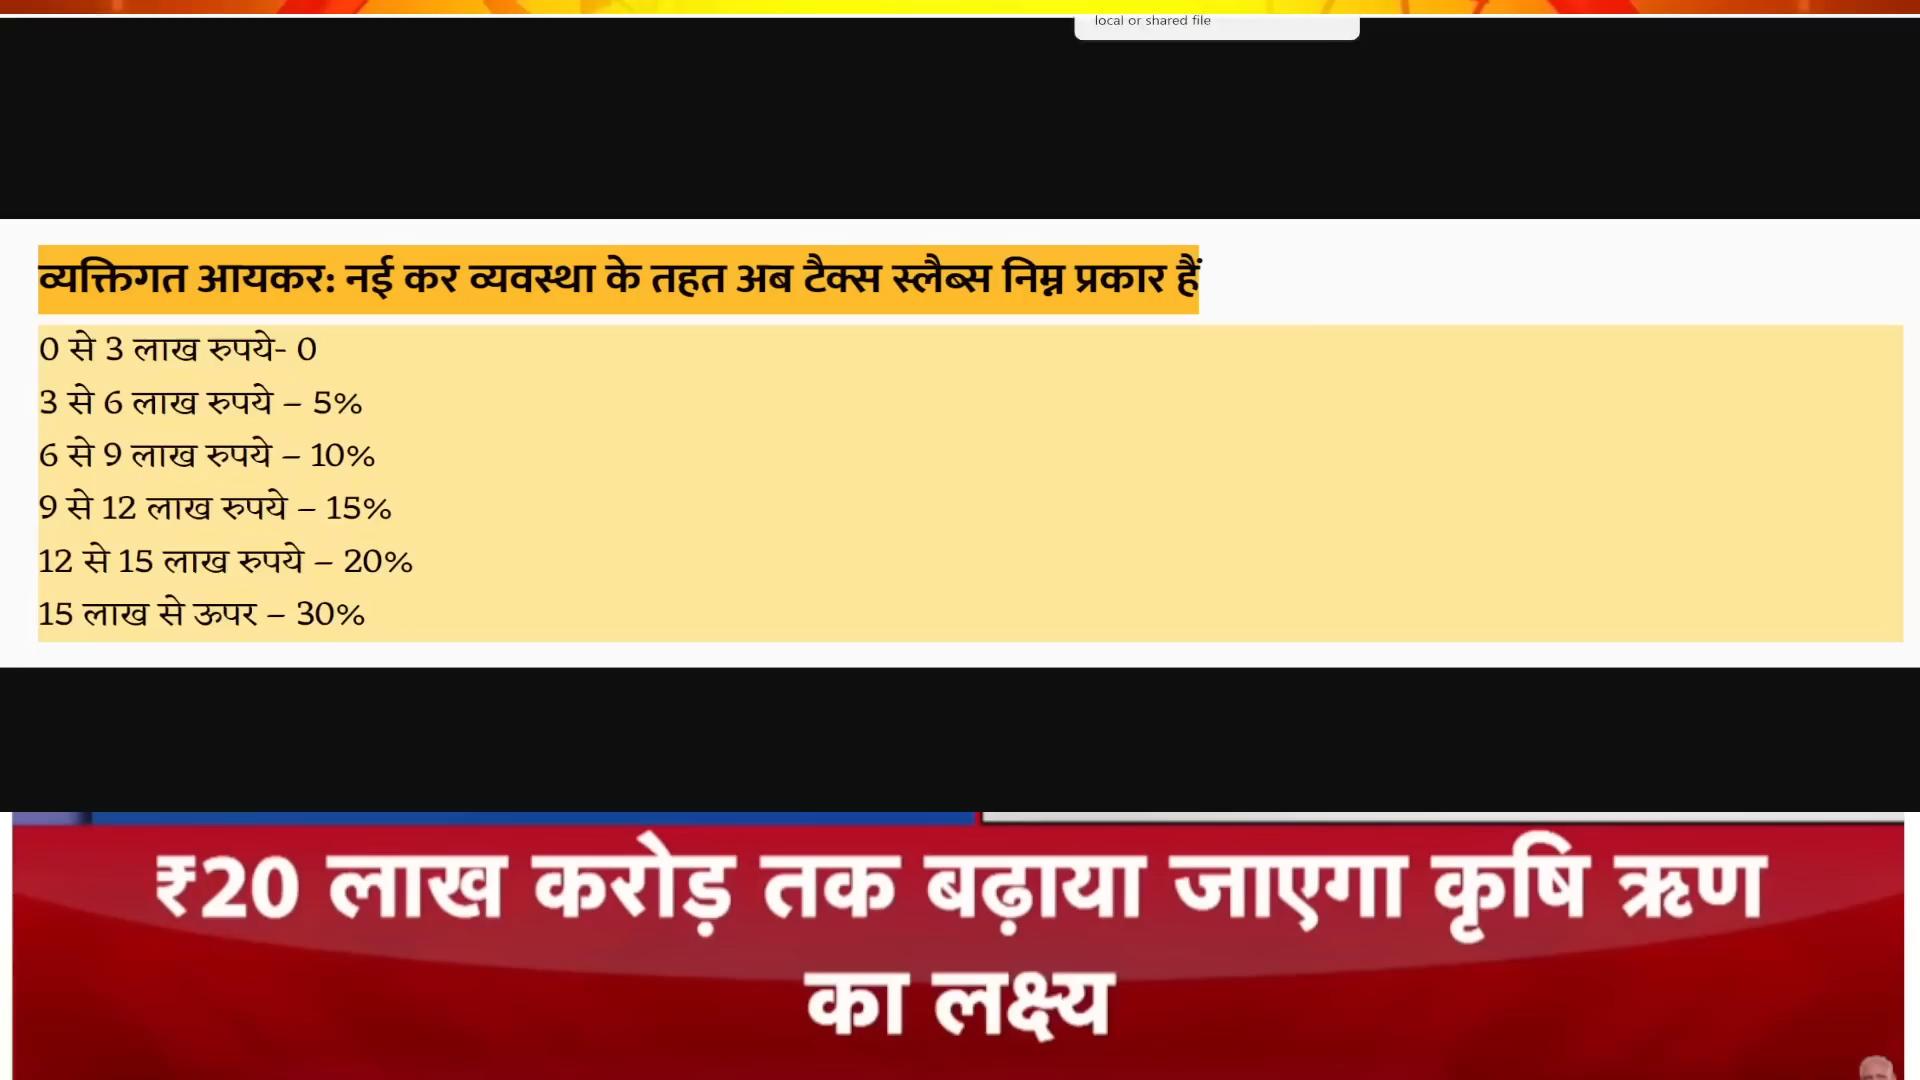 local or shared file
व्यक्तिगत आयकर: नई कर व्यवस्था के तहत अब टैक्स स्लैब्स निम्न प्रकार हैं
0 से 3 लाख रुपये- 0
3 से 6 लाख रुपये – 5%
6 से 9 लाख रुपये – 10%
9 से 12 लाख रुपये – 15%
12 से 15 लाख रुपये – 20%
15 लाख से ऊपर – 30%
₹20 लाख करोड़ तक बढ़ाया जाएगा कृषि ऋण
का लक्ष्य